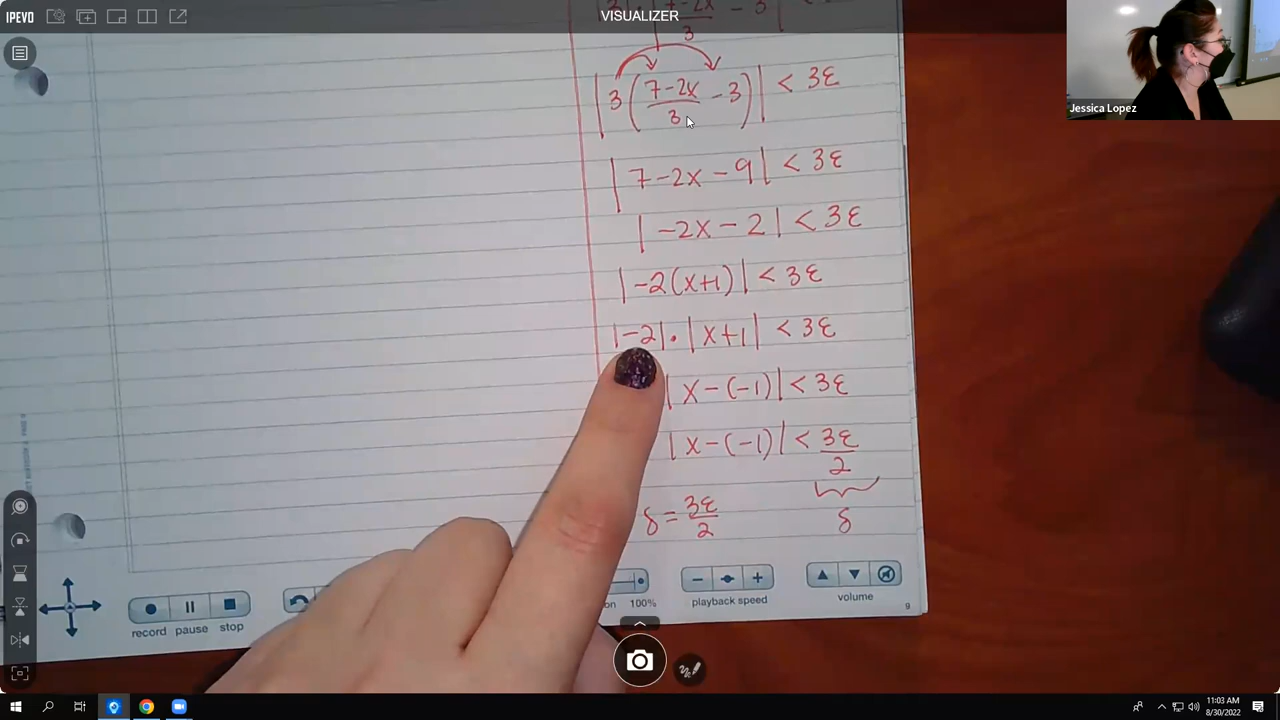 IPEVO
VISUALIZER
Jessica Lopez
|3(7-2x/3 - 3)| < 3ε
|7-2x-9| < 3ε
|-2x-2| < 3ε
|-2(x+1)| < 3ε
|-2|·|x+1| < 3ε
|x-(-1)| < 3ε
|x-(-1)| < 3ε/2
δ = 3ε/2
δ
record pause stop
100%
playback speed
volume
9
11:03 AM
8/30/2022